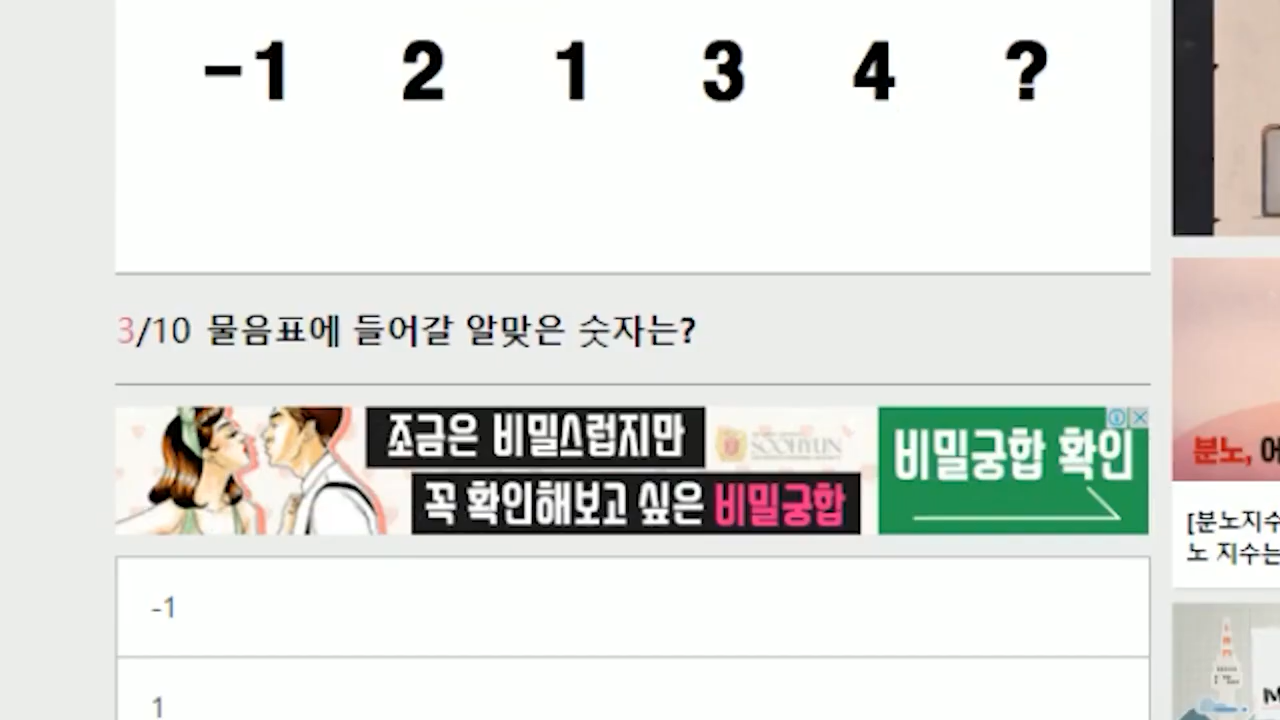 -1 2 1 3 4 ?
3/10 물음표에 들어갈 알맞은 숫자는?
조금은 비밀스럽지만
SOOHYUN
꼭 확인해보고 싶은 비밀궁합
비밀궁합 확인
-1
1
분노, 에
[분노지수
노 지수는